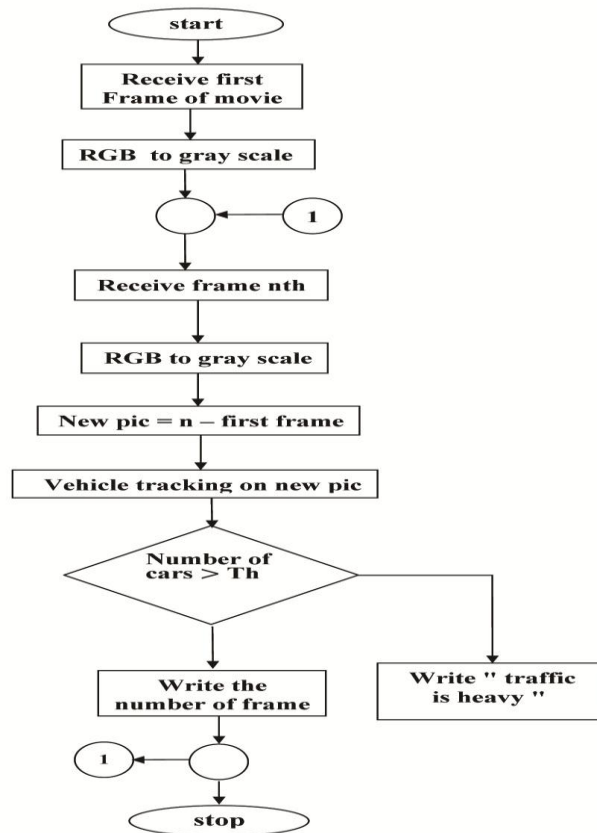 start
Receive first
Frame of movie
RGB to gray scale
1
Receive frame nth
RGB to gray scale
New pic = n – first frame
Vehicle tracking on new pic
Number of
cars > Th
Write the
number of frame
Write " traffic
is heavy "
1
stop